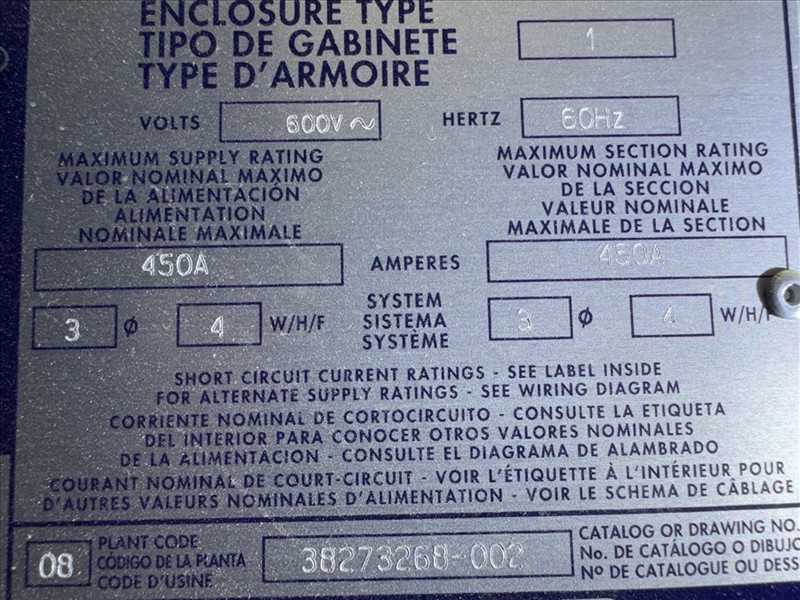 ENCLOSURE TYPE
TIPO DE GABINETE
TYPE D'ARMOIRE
1
VOLTS 600V ~ HERTZ 60Hz
MAXIMUM SUPPLY RATING
VALOR NOMINAL MAXIMO
DE LA ALIMENTACIÓN
ALIMENTATION
NOMINALE MAXIMALE
MAXIMUM SECTION RATING
VALOR NOMINAL MAXIMO
DE LA SECCION
VALEUR NOMINALE
MAXIMALE DE LA SECTION
450A AMPERES 450A
3 Ø 4 W/H/F
SYSTEM
SISTEMA
SYSTÈME
3 Ø 4 W/H/F
SHORT CIRCUIT CURRENT RATINGS - SEE LABEL INSIDE
FOR ALTERNATE SUPPLY RATINGS - SEE WIRING DIAGRAM
CORRIENTE NOMINAL DE CORTOCIRCUITO - CONSULTE LA ETIQUETA
DEL INTERIOR PARA CONOCER OTROS VALORES NOMINALES
DE LA ALIMENTACION - CONSULTE EL DIAGRAMA DE ALAMBRADO
COURANT NOMINAL DE COURT-CIRCUIT - VOIR L'ÉTIQUETTE À L'INTÉRIEUR POUR
D'AUTRES VALEURS NOMINALES D'ALIMENTATION - VOIR LE SCHEMA DE CÂBLAGE
08
PLANT CODE
CÓDIGO DE LA PLANTA
CODE D'USINE
38273268-002
CATALOG OR DRAWING NO.
No. DE CATÁLOGO O DIBUJO
Nº DE CATALOGUE OU DESS